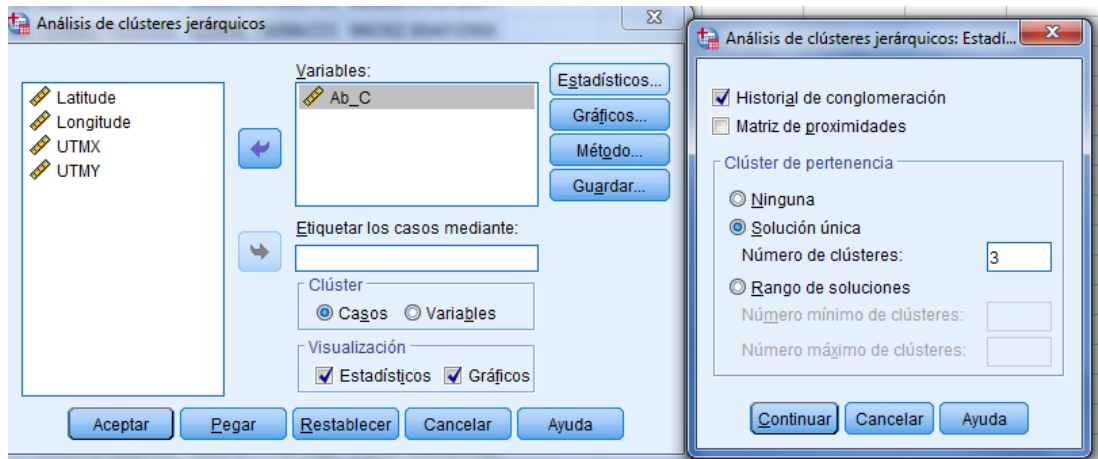 Análisis de clústeres jerárquicos
Latitude
Longitude
UTMX
UTMY
Variables:
Ab_C
Estadísticos...
Gráficos...
Método...
Guardar...
Etiquetar los casos mediante:
Clúster
Casos Variables
Visualización
Estadísticos Gráficos
Aceptar Pegar Restablecer Cancelar Ayuda
Análisis de clústeres jerárquicos: Estadí...
Historial de conglomeración
Matriz de proximidades
Clúster de pertenencia
Ninguna
Solución única
Número de clústeres: 3
Rango de soluciones
Número mínimo de clústeres:
Número máximo de clústeres:
Continuar Cancelar Ayuda